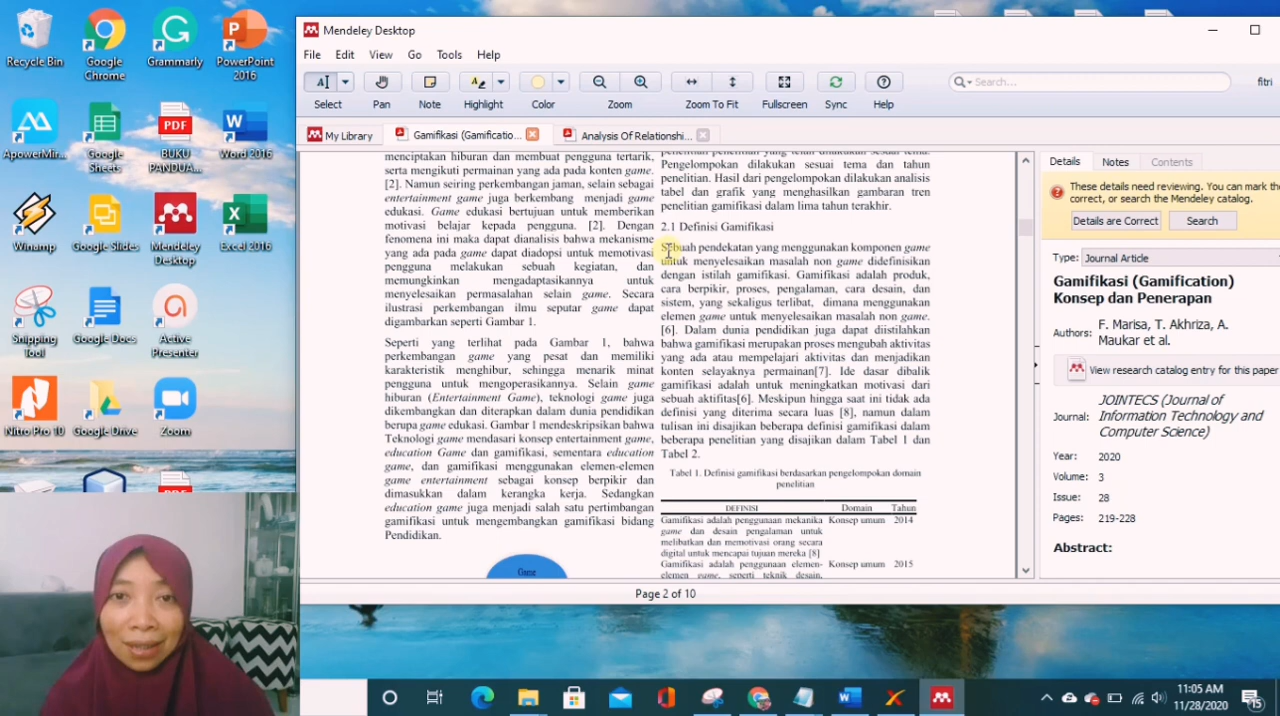 Recycle Bin
Google Chrome
Grammarly
PowerPoint 2016
ApowerMir...
Google Sheets
BUKU PANDUA...
Word 2016
Winamp
Google Slides
Mendeley Desktop
Excel 2016
Snipping Tool
Google Docs
Active Presenter
Nitro Pro 10
Google Drive
Zoom
Mendeley Desktop
File Edit View Go Tools Help
Search...
fitri
Select Pan Note Highlight Color Zoom Zoom To Fit Fullscreen Sync Help
My Library
Gamifikasi (Gamificatio...
Analysis Of Relationshi...
menciptakan hiburan dan membuat pengguna tertarik,
serta mengikuti permainan yang ada pada konten game.
[2]. Namun seiring perkembangan jaman, selain sebagai
entertainment game juga berkembang menjadi game
edukasi. Game edukasi bertujuan untuk memberikan
motivasi belajar kepada pengguna. [2]. Dengan
fenomena ini maka dapat dianalisis bahwa mekanisme
yang ada pada game dapat diadopsi untuk memotivasi
pengguna melakukan sebuah kegiatan, dan
memungkinkan mengadaptasikannya untuk
menyelesaikan permasalahan selain game. Secara
ilustrasi perkembangan ilmu seputar game dapat
digambarkan seperti Gambar 1.
Seperti yang terlihat pada Gambar 1, bahwa
perkembangan game yang pesat dan memiliki
karakteristik menghibur, sehingga menarik minat
pengguna untuk mengoperasikannya. Selain game
hiburan (Entertainment Game), teknologi game juga
dikembangkan dan diterapkan dalam dunia pendidikan
berupa game edukasi. Gambar 1 mendeskripsikan bahwa
Teknologi game mendasari konsep entertainment game,
education Game dan gamifikasi, sementara education
game, dan gamifikasi menggunakan elemen-elemen
game entertainment sebagai konsep berpikir dan
dimasukkan dalam kerangka kerja. Sedangkan
education game juga menjadi salah satu pertimbangan
gamifikasi untuk mengembangkan gamifikasi bidang
Pendidikan.
Game
Pengelompokan dilakukan sesuai tema dan tahun
penelitian. Hasil dari pengelompokan dilakukan analisis
tabel dan grafik yang menghasilkan gambaran tren
penelitian gamifikasi dalam lima tahun terakhir.
2.1 Definisi Gamifikasi
Sebuah pendekatan yang menggunakan komponen game
untuk menyelesaikan masalah non game didefinisikan
dengan istilah gamifikasi. Gamifikasi adalah produk,
cara berpikir, proses, pengalaman, cara desain, dan
sistem, yang sekaligus terlibat, dimana menggunakan
elemen game untuk menyelesaikan masalah non game.
[6]. Dalam dunia pendidikan juga dapat diistilahkan
bahwa gamifikasi merupakan proses mengubah aktivitas
yang ada atau mempelajari aktivitas dan menjadikan
konten selayaknya permainan[7]. Ide dasar dibalik
gamifikasi adalah untuk meningkatkan motivasi dari
sebuah aktifitas[6]. Meskipun hingga saat ini tidak ada
definisi yang diterima secara luas [8], namun dalam
tulisan ini disajikan beberapa definisi gamifikasi dalam
beberapa penelitian yang disajikan dalam Tabel 1 dan
Tabel 2.
Tabel 1. Definisi gamifikasi berdasarkan pengelompokan domain
penelitian
DEFINISI Domain Tahun
Gamifikasi adalah penggunaan mekanika Konsep umum 2014
game dan desain pengalaman untuk
melibatkan dan memotivasi orang secara
digital untuk mencapai tujuan mereka [8]
Gamifikasi adalah penggunaan elemen- Konsep umum 2015
elemen game, seperti teknik desain,
Page 2 of 10
Details Notes Contents
These details need reviewing. You can mark the
correct, or search the Mendeley catalog.
Details are Correct Search
Type: Journal Article
Gamifikasi (Gamification)
Konsep dan Penerapan
Authors: F. Marisa, T. Akhriza, A.
Maukar et al.
View research catalog entry for this paper
Journal: JOINTECS (Journal of
Information Technology and
Computer Science)
Year: 2020
Volume: 3
Issue: 28
Pages: 219-228
Abstract:
11:05 AM
11/28/2020
15